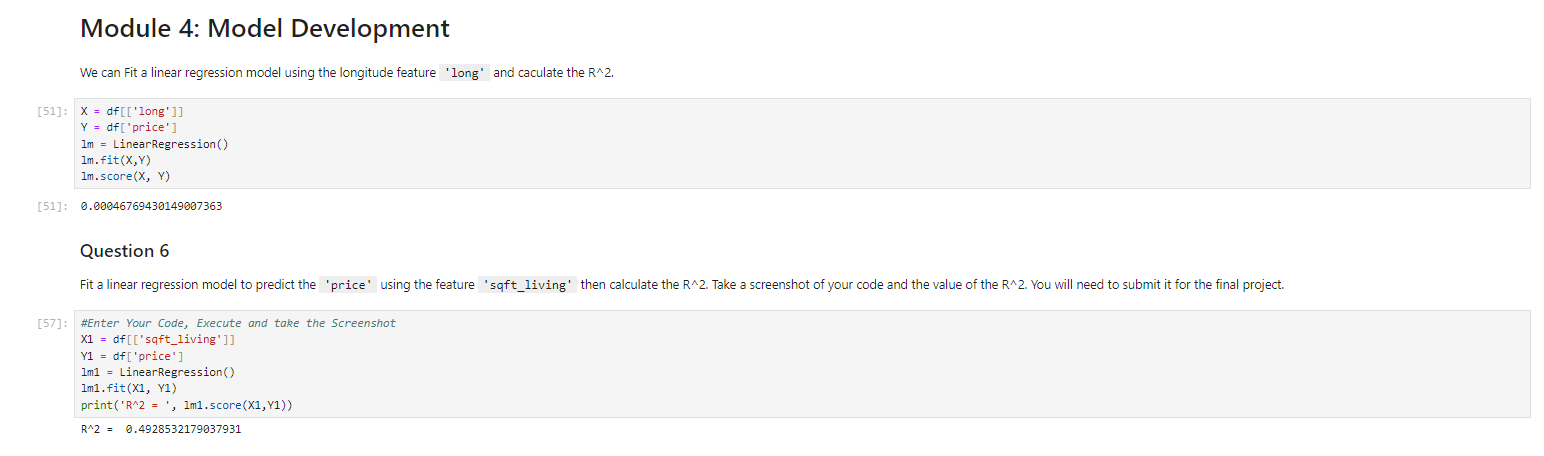 Module 4: Model Development
We can Fit a linear regression model using the longitude feature 'long' and caculate the R^2.
[51]: X = df[['long']]
Y = df['price']
lm = LinearRegression()
lm.fit(X,Y)
lm.score(X, Y)
[51]: 0.00046769430149007363
Question 6
Fit a linear regression model to predict the 'price' using the feature 'sqft_living' then calculate the R^2. Take a screenshot of your code and the value of the R^2. You will need to submit it for the final project.
[57]: #Enter Your Code, Execute and take the Screenshot
X1 = df[['sqft_living']]
Y1 = df['price']
lm1 = LinearRegression()
lm1.fit(X1, Y1)
print('R^2 = ', lm1.score(X1,Y1))
R^2 =  0.4928532179037931